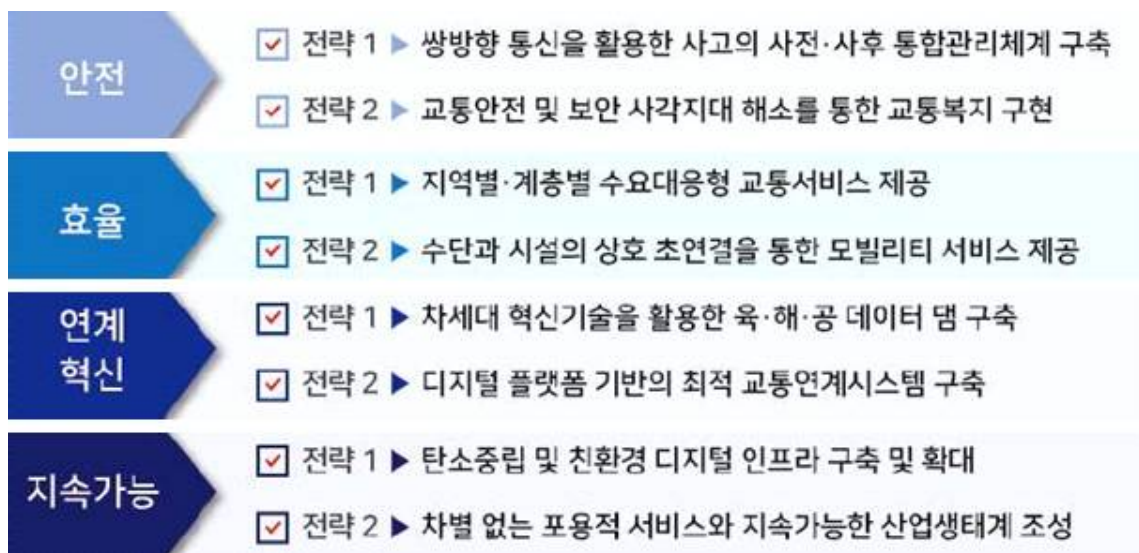 안전
전략 1 ▶ 쌍방향 통신을 활용한 사고의 사전·사후 통합관리체계 구축
전략 2 ▶ 교통안전 및 보안 사각지대 해소를 통한 교통복지 구현
효율
전략 1 ▶ 지역별·계층별 수요대응형 교통서비스 제공
전략 2 ▶ 수단과 시설의 상호 초연결을 통한 모빌리티 서비스 제공
연계
혁신
전략 1 ▶ 차세대 혁신기술을 활용한 육·해·공 데이터 댐 구축
전략 2 ▶ 디지털 플랫폼 기반의 최적 교통연계시스템 구축
지속가능
전략 1 ▶ 탄소중립 및 친환경 디지털 인프라 구축 및 확대
전략 2 ▶ 차별 없는 포용적 서비스와 지속가능한 산업생태계 조성